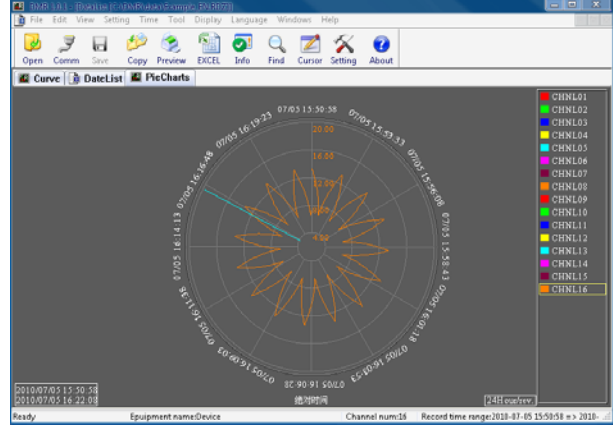 File Edit View Setting Time Tool Display Language Windows Help
Open Comm Save Copy Preview EXCEL Info Find Cursor Setting About
Curve DateList PieCharts
07/05 15:50:58
07/05 15:53:33
07/05 15:56:08
07/05 15:58:43
07/05 16:01:18
07/05 16:03:53
07/05 16:06:28
07/05 16:09:03
07/05 16:11:38
07/05 16:14:13
07/05 16:16:48
07/05 16:19:23
20.00
16.00
12.00
8.00
4.00
CHNL01
CHNL02
CHNL03
CHNL04
CHNL05
CHNL06
CHNL07
CHNL08
CHNL09
CHNL10
CHNL11
CHNL12
CHNL13
CHNL14
CHNL15
CHNL16
绝对时间
2010/07/05 15:50:58
2010/07/05 16:22:08
24Hour/rev.
Ready Epuipment name:Device Channel num:16 Record time range:2010-07-05 15:50:58 => 2010-